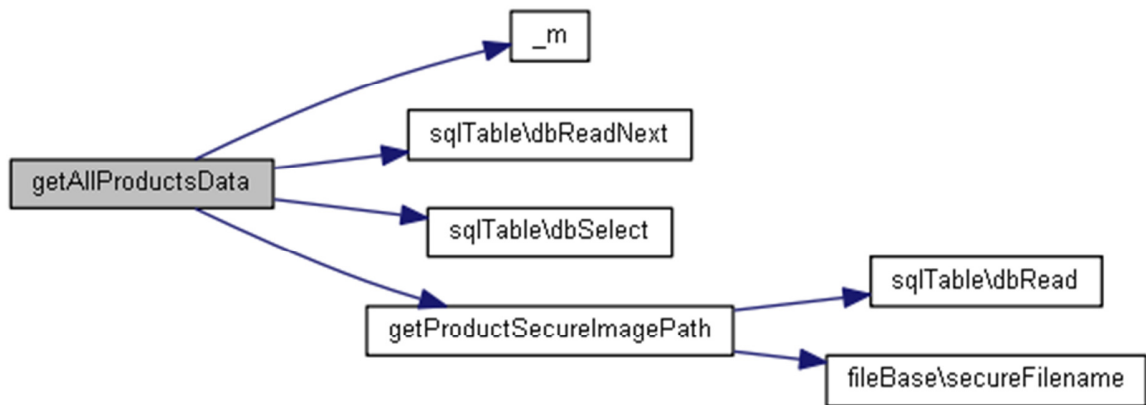 _m
sqlTable\dbReadNext
getAllProductsData
sqlTable\dbSelect
sqlTable\dbRead
getProductSecureImagePath
fileBase\secureFilename